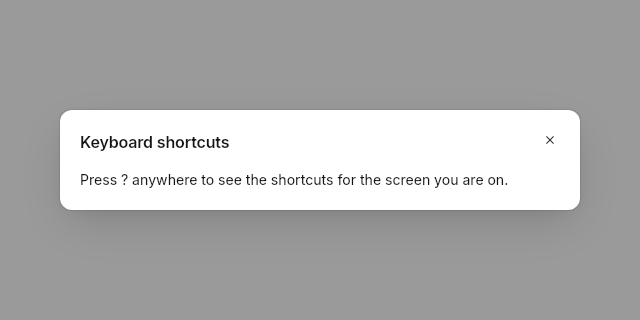 Keyboard shortcuts
Press ? anywhere to see the shortcuts for the screen you are on.